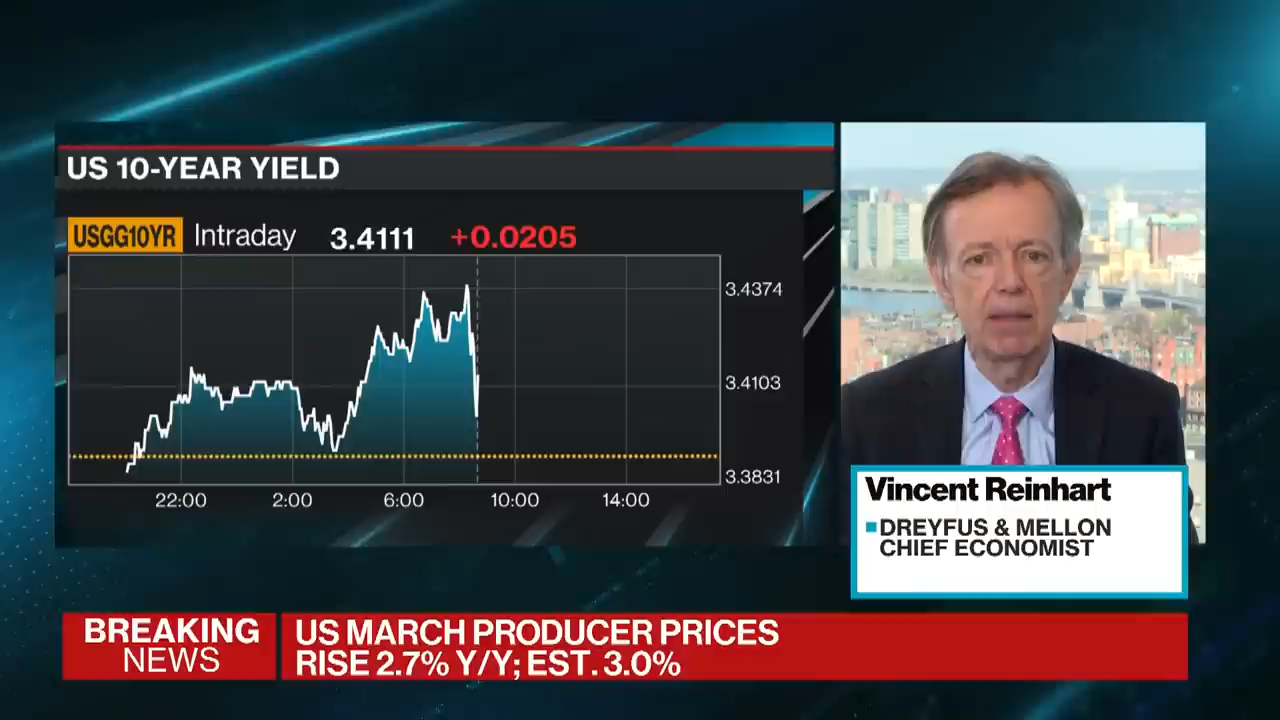 US 10-YEAR YIELD
USGG10YR Intraday 3.4111 +0.0205
3.4374
3.4103
3.3831
22:00 2:00 6:00 10:00 14:00
Vincent Reinhart
DREYFUS & MELLON
CHIEF ECONOMIST
BREAKING
NEWS
US MARCH PRODUCER PRICES
RISE 2.7% Y/Y; EST. 3.0%